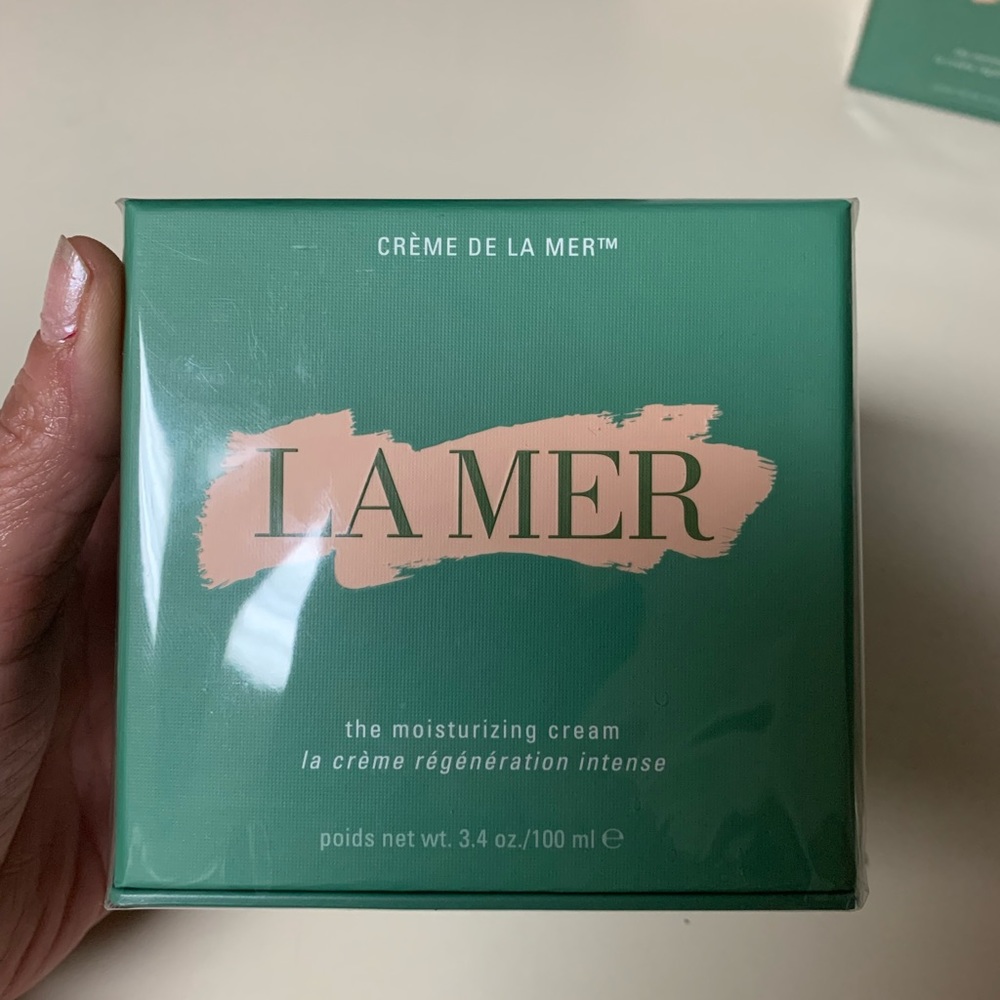 CRÈME DE LA MER™
LA MER
the moisturizing cream
la crème régénération intense
poids net wt. 3.4 oz./100 ml ℮